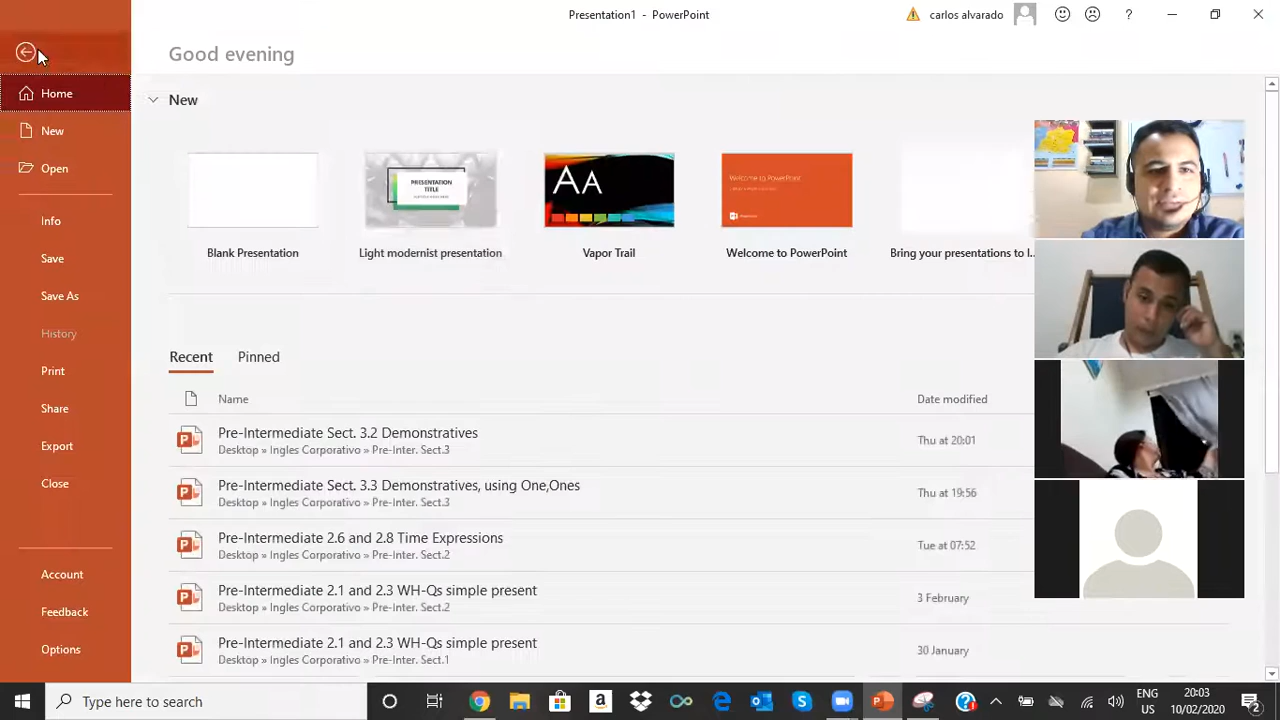 Presentation1 - PowerPoint
carlos alvarado
?
Good evening
Home
New
Open
Info
Save
Save As
History
Print
Share
Export
Close
Account
Feedback
Options
New
PRESENTATION
TITLE
AA
Welcome to PowerPoint
Blank Presentation
Light modernist presentation
Vapor Trail
Welcome to PowerPoint
Bring your presentations to l...
Recent
Pinned
Name
Date modified
Pre-Intermediate Sect. 3.2 Demonstratives
Desktop » Ingles Corporativo » Pre-Inter. Sect.3
Thu at 20:01
Pre-Intermediate Sect. 3.3 Demonstratives, using One,Ones
Desktop » Ingles Corporativo » Pre-Inter. Sect.3
Thu at 19:56
Pre-Intermediate 2.6 and 2.8 Time Expressions
Desktop » Ingles Corporativo » Pre-Inter. Sect.2
Tue at 07:52
Pre-Intermediate 2.1 and 2.3 WH-Qs simple present
Desktop » Ingles Corporativo » Pre-Inter. Sect.2
3 February
Pre-Intermediate 2.1 and 2.3 WH-Qs simple present
Desktop » Ingles Corporativo » Pre-Inter. Sect.1
30 January
Type here to search
ENG
US
20:03
10/02/2020
2